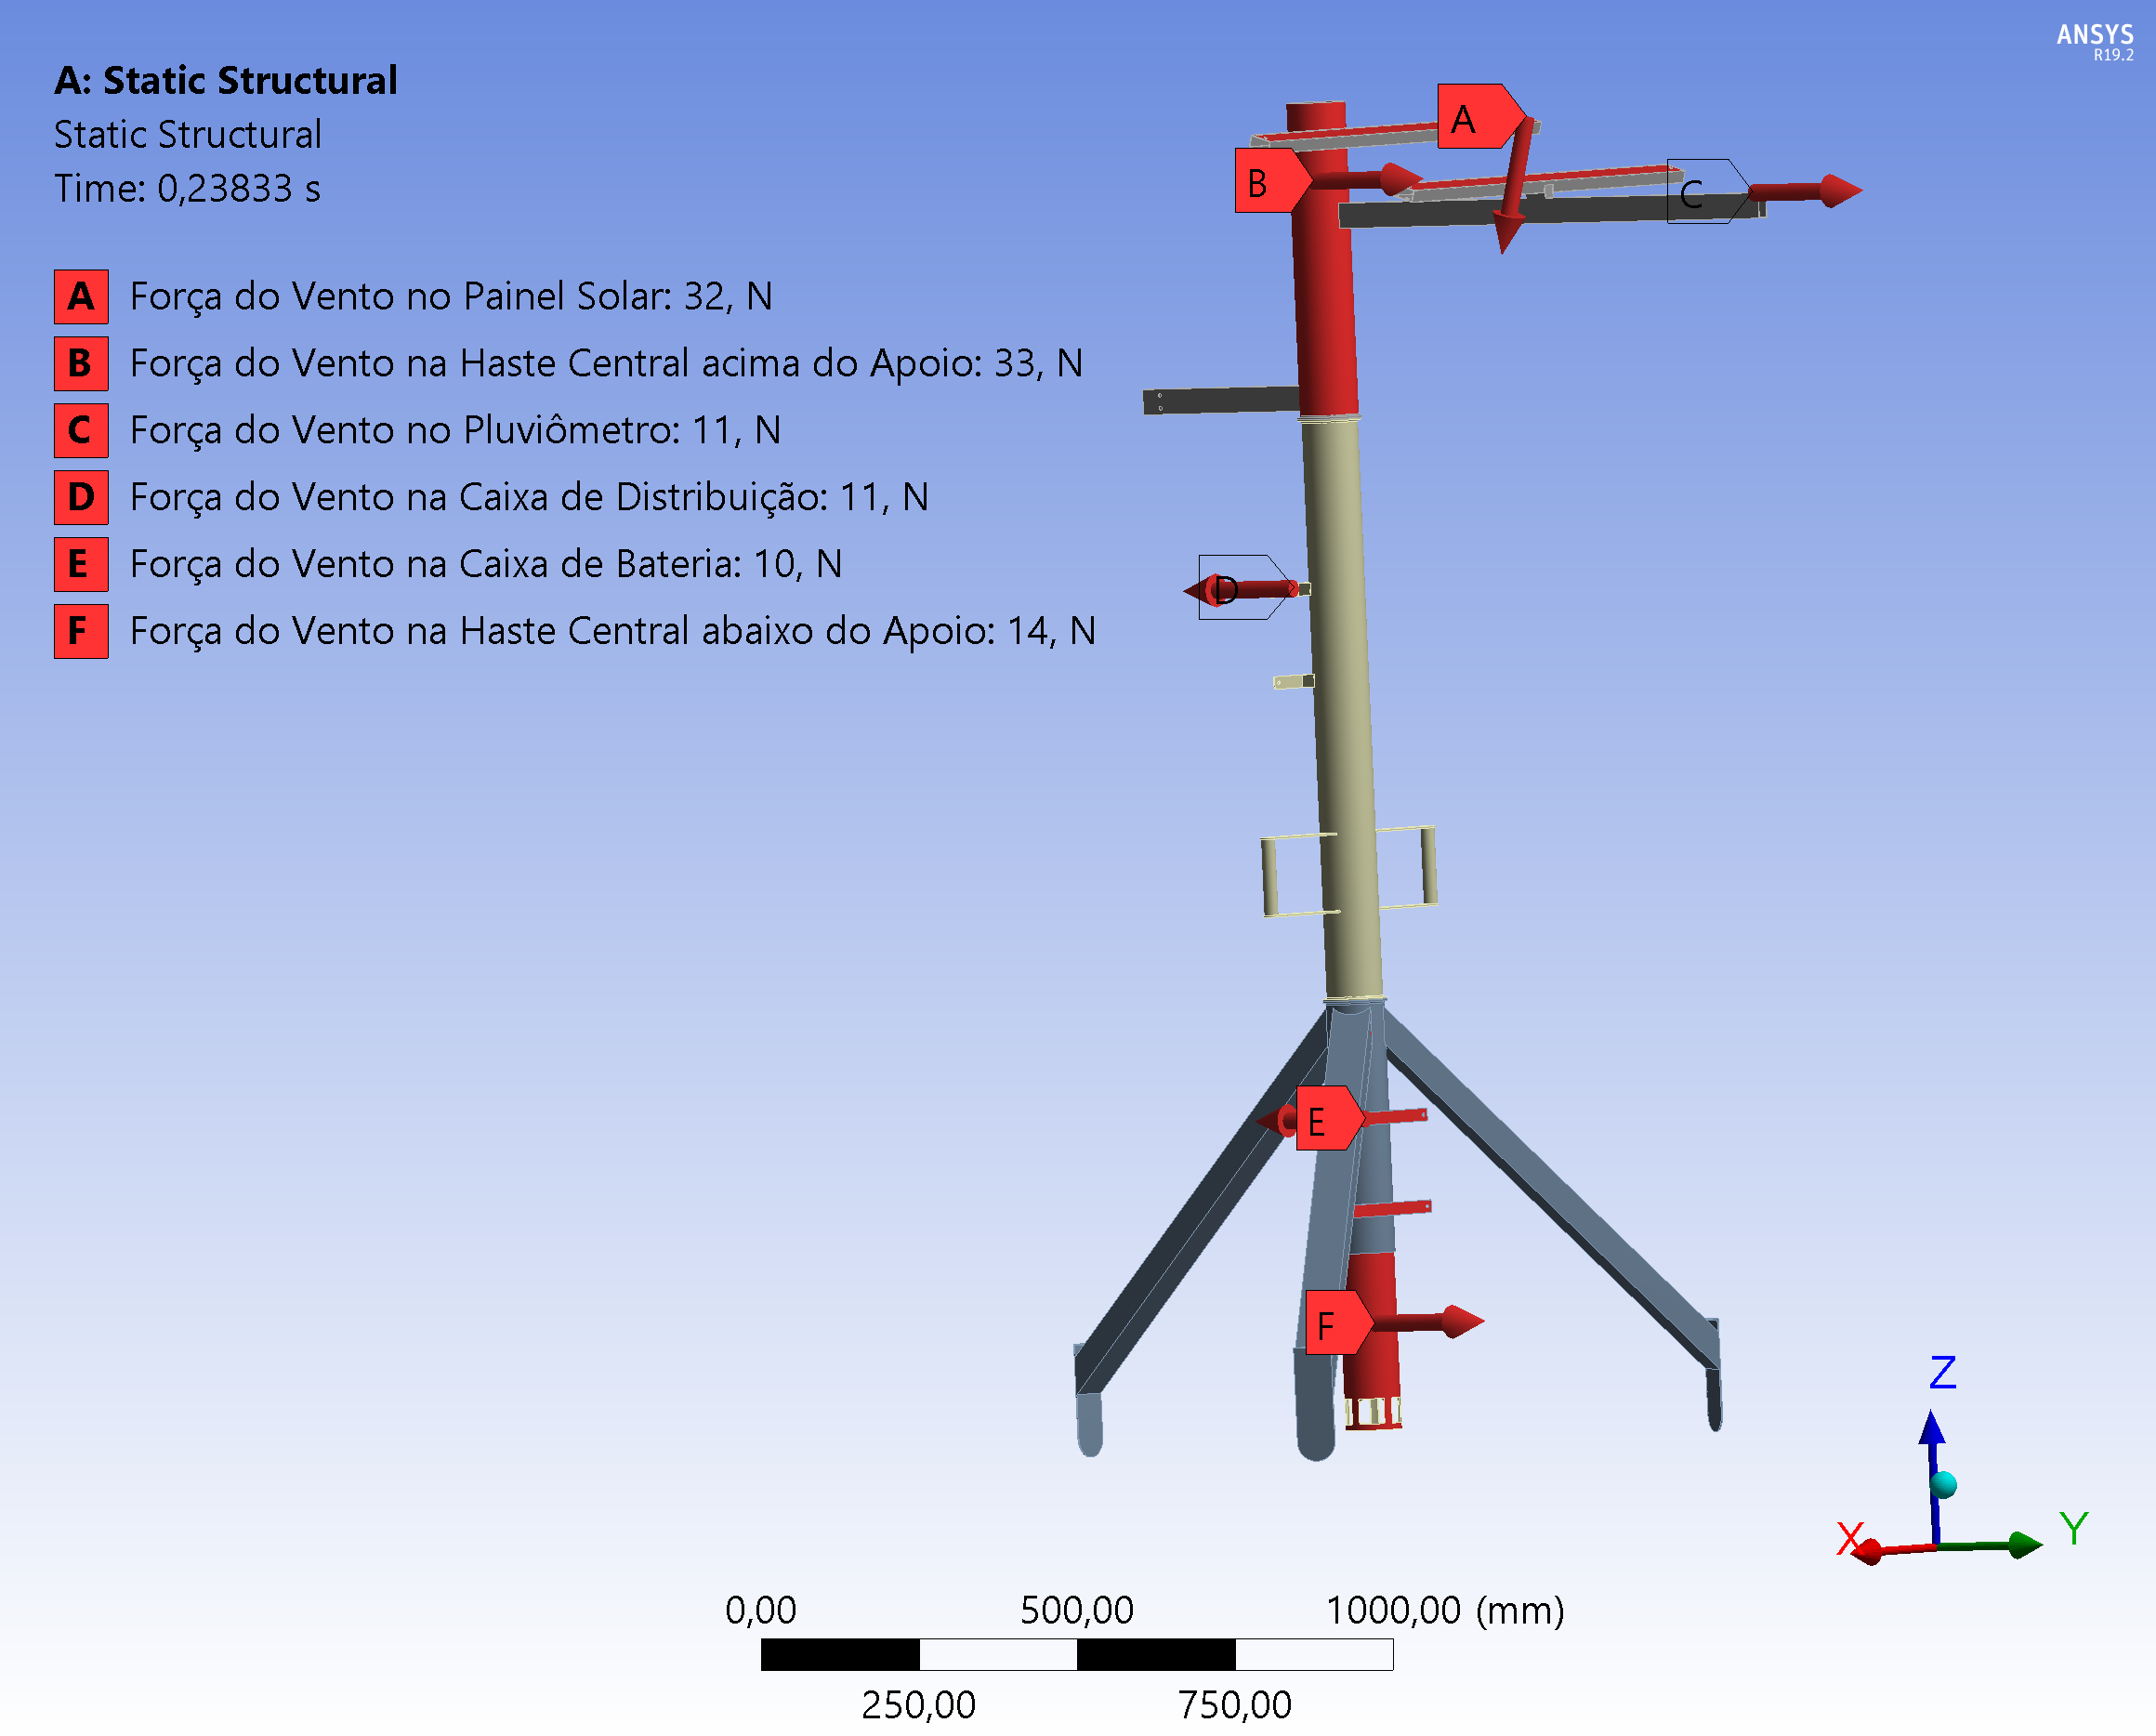 ANSYS
R19.2
A: Static Structural
Static Structural
Time: 0,23833 s
A Força do Vento no Painel Solar: 32, N
B Força do Vento na Haste Central acima do Apoio: 33, N
C Força do Vento no Pluviômetro: 11, N
D Força do Vento na Caixa de Distribuição: 11, N
E Força do Vento na Caixa de Bateria: 10, N
F Força do Vento na Haste Central abaixo do Apoio: 14, N
A
B
C
D
E
F
Z
X
Y
0,00 500,00 1000,00 (mm)
250,00 750,00